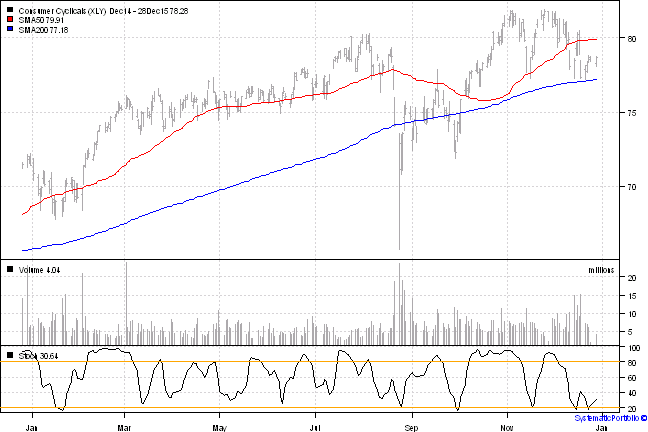 Consumer Cyclicals (XLY) Dec14 - 28Dec15 78.28
SMA50 79.91
SMA200 77.18
80
75
70
Volume 4.04
millions
20
15
10
5
Stock 30.64
100
80
60
40
20
Jan Mar May Jul Sep Nov Jan
SystematicPortfolio ©